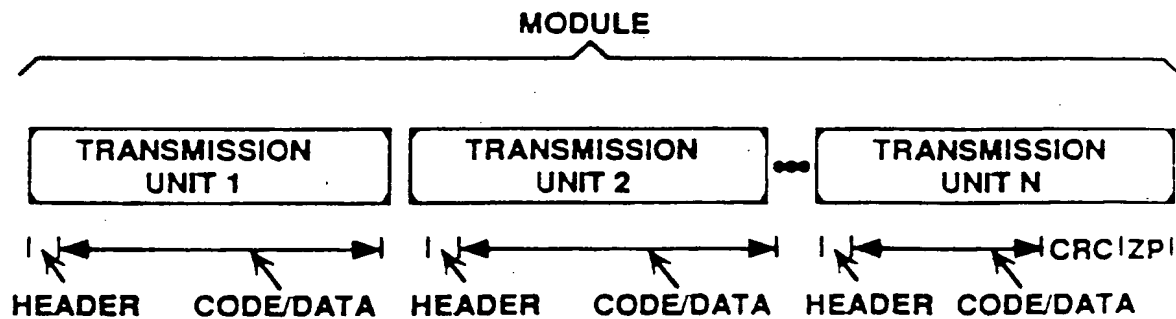 MODULE
TRANSMISSION UNIT 1
TRANSMISSION UNIT 2
TRANSMISSION UNIT N
CRC ZP
HEADER CODE/DATA HEADER CODE/DATA HEADER CODE/DATA